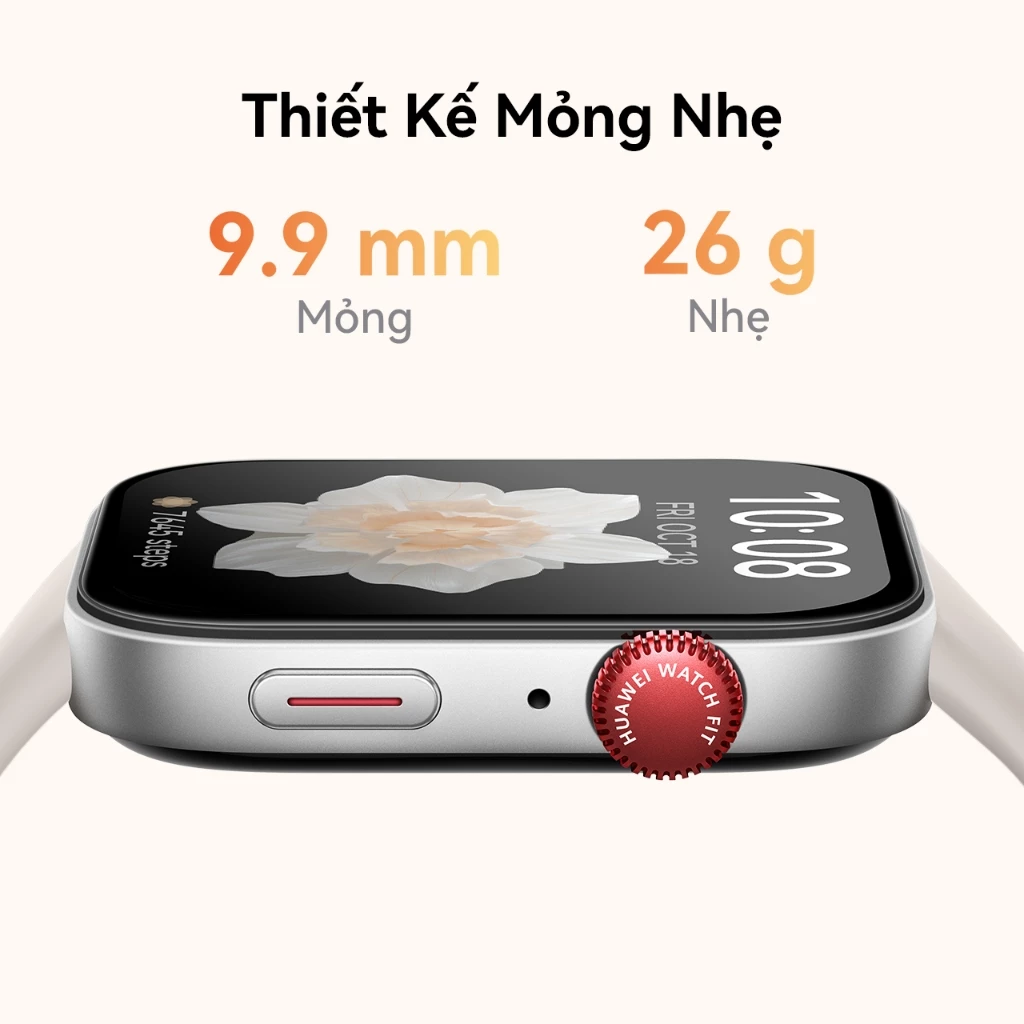 Thiết Kế Mỏng Nhẹ
9.9 mm
Mỏng
26 g
Nhẹ
10:08
FRI OCT 18
7645 steps
HUAWEI WATCH FIT